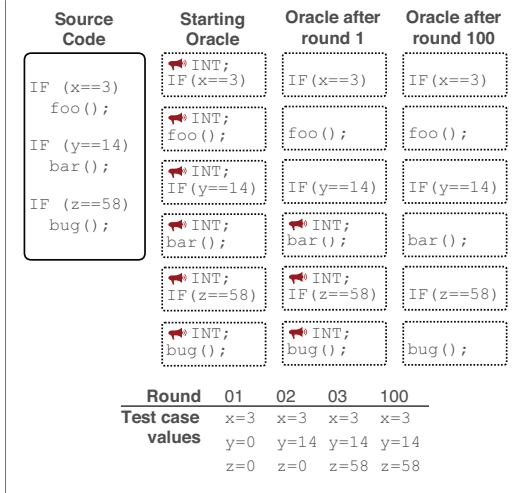 Source Code
Starting Oracle
Oracle after round 1
Oracle after round 100
IF (x==3)
foo();
IF (y==14)
bar();
IF (z==58)
bug();
INT;
IF(x==3)
IF(x==3)
IF(x==3)
INT;
foo();
foo();
foo();
INT;
IF(y==14)
IF(y==14)
IF(y==14)
INT;
bar();
INT;
bar();
bar();
INT;
IF(z==58)
INT;
IF(z==58)
IF(z==58)
INT;
bug();
INT;
bug();
bug();
Round 01 02 03 100
Test case values x=3 x=3 x=3 x=3
y=0 y=14 y=14 y=14
z=0 z=0 z=58 z=58